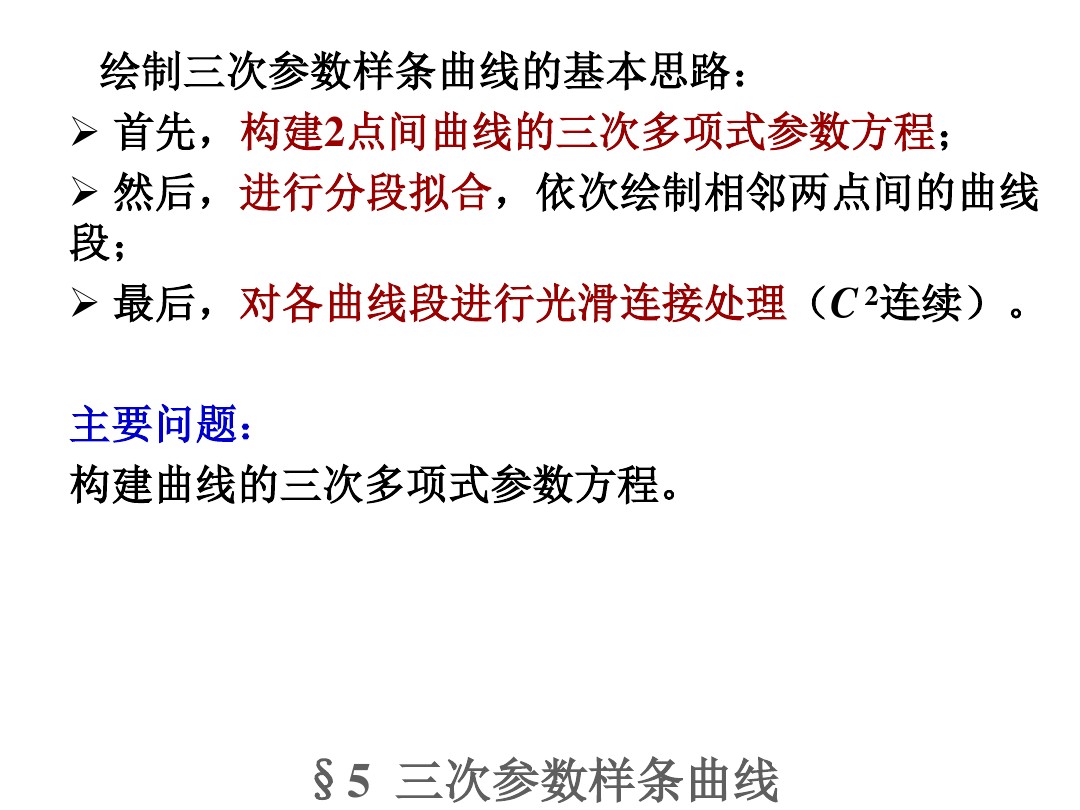 绘制三次参数样条曲线的基本思路：
➢ 首先，构建2点间曲线的三次多项式参数方程；
➢ 然后，进行分段拟合，依次绘制相邻两点间的曲线
段；
➢ 最后，对各曲线段进行光滑连接处理（C ²连续）。
主要问题：
构建曲线的三次多项式参数方程。
§5 三次参数样条曲线